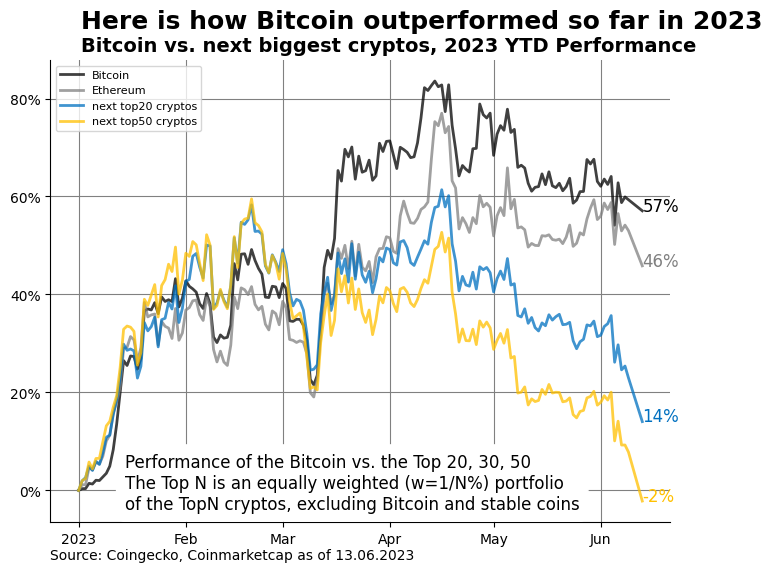 Here is how Bitcoin outperformed so far in 2023
Bitcoin vs. next biggest cryptos, 2023 YTD Performance
Bitcoin
Ethereum
next top20 cryptos
next top50 cryptos
80%
60%
40%
20%
0%
57%
46%
14%
-2%
Performance of the Bitcoin vs. the Top 20, 30, 50
The Top N is an equally weighted (w=1/N%) portfolio
of the TopN cryptos, excluding Bitcoin and stable coins
2023 Feb Mar Apr May Jun
Source: Coingecko, Coinmarketcap as of 13.06.2023